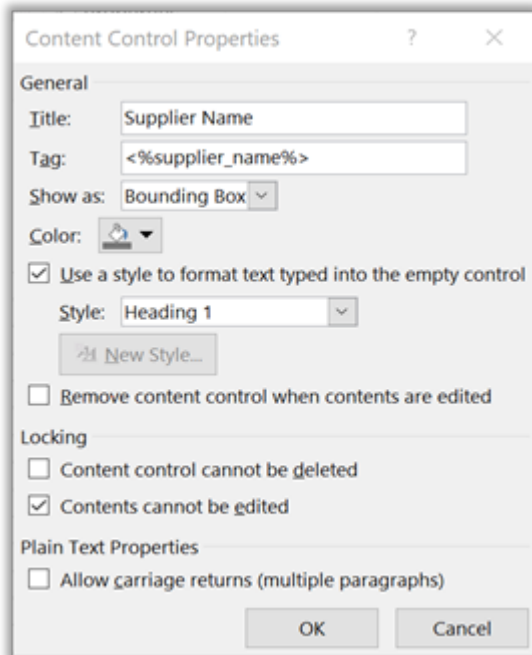 Content Control Properties ? ×
General
Title: Supplier Name
Tag: <%supplier_name%>
Show as: Bounding Box
Color:
Use a style to format text typed into the empty control
Style: Heading 1
New Style...
Remove content control when contents are edited
Locking
Content control cannot be deleted
Contents cannot be edited
Plain Text Properties
Allow carriage returns (multiple paragraphs)
OK Cancel